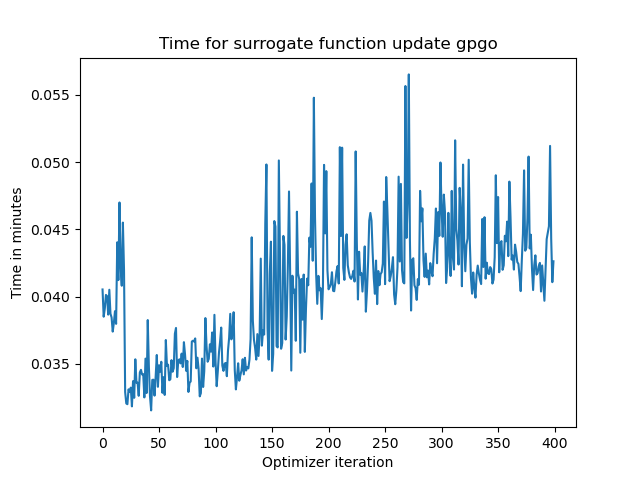 Time for surrogate function update gpgo
0.055
0.050
0.045
0.040
0.035
Time in minutes
0 50 100 150 200 250 300 350 400
Optimizer iteration